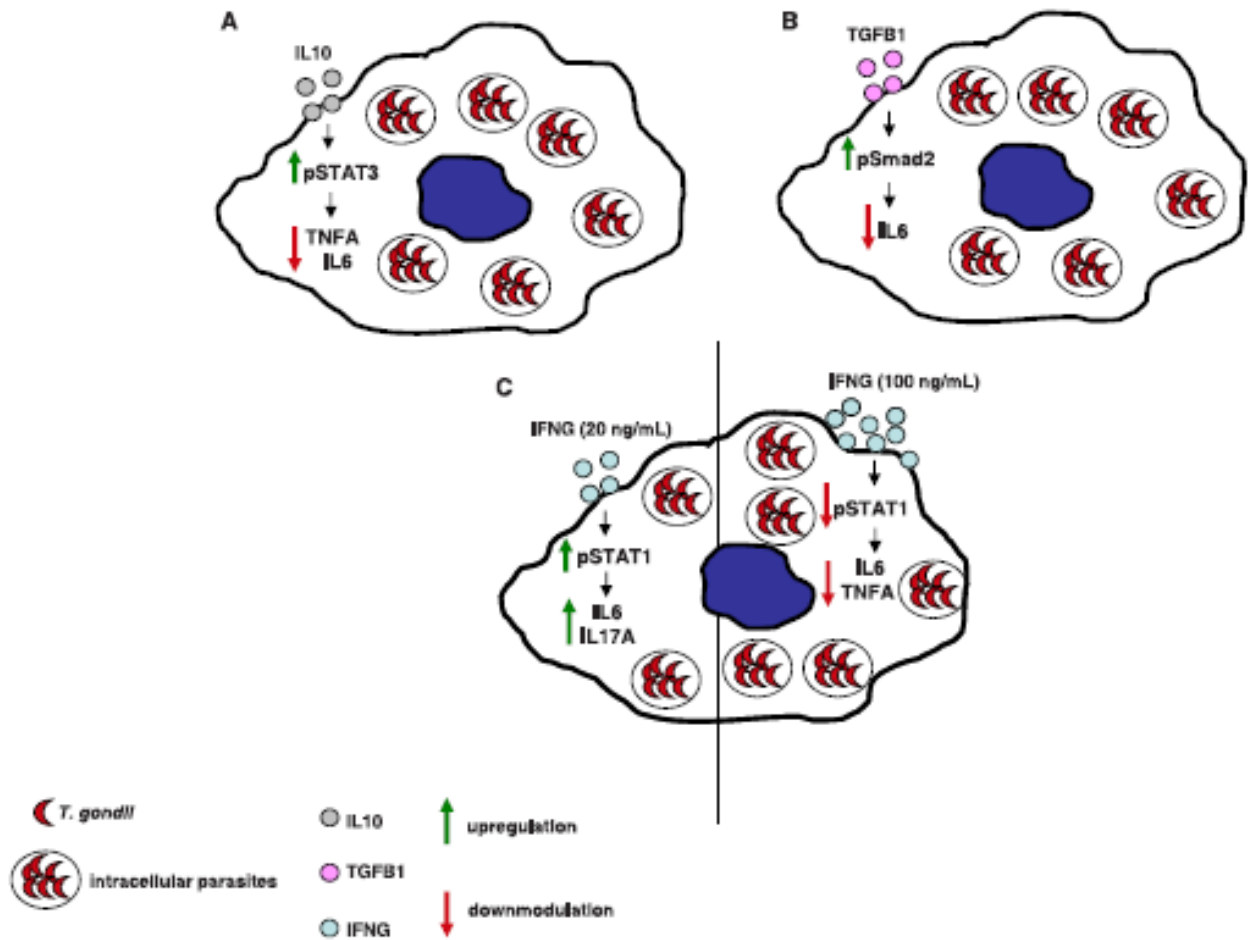 A
IL10
pSTAT3
TNFA
IL6
B
TGFB1
pSmad2
IL6
C
IFNG (20 ng/mL)
pSTAT1
IL6
IL17A
IFNG (100 ng/mL)
pSTAT1
IL6
TNFA
T. gondii
intracellular parasites
IL10
TGFB1
IFNG
upregulation
downmodulation